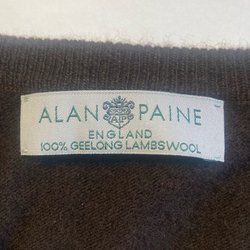 ALAN PAINE
ENGLAND
100% GEELONG LAMBSWOOL